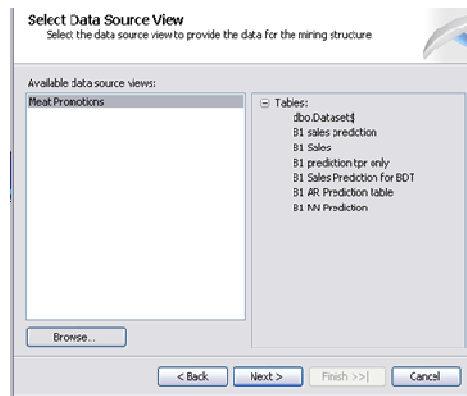 Select Data Source View
Select the data source view to provide the data for the mining structure
Available data source views:
Meat Promotions
Tables:
dbo.Dataset$
B1 sales prediction
B1 Sales
B1 prediction tpr only
B1 Sales Prediction for BDT
B1 AR Prediction table
B1 NN Prediction
Browse...
< Back
Next >
Finish >>|
Cancel